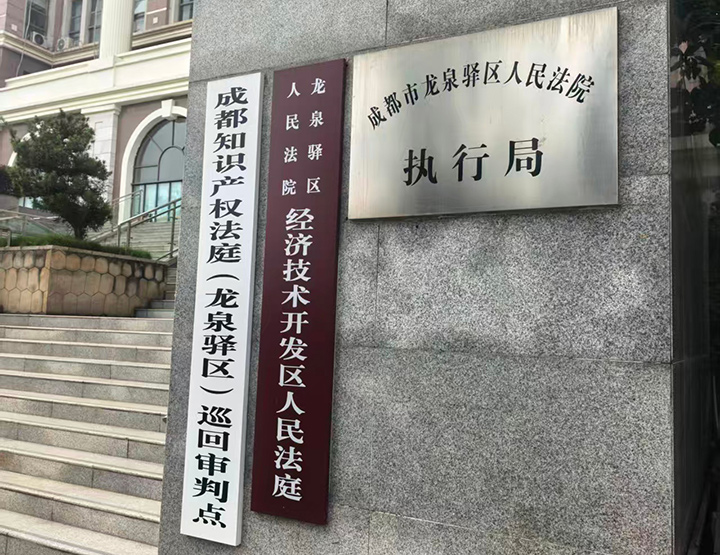 成都知识产权法庭（龙泉驿区）巡回审判点
龙泉驿区
人民法院
经济技术开发区人民法庭
成都市龙泉驿区人民法院
执行局